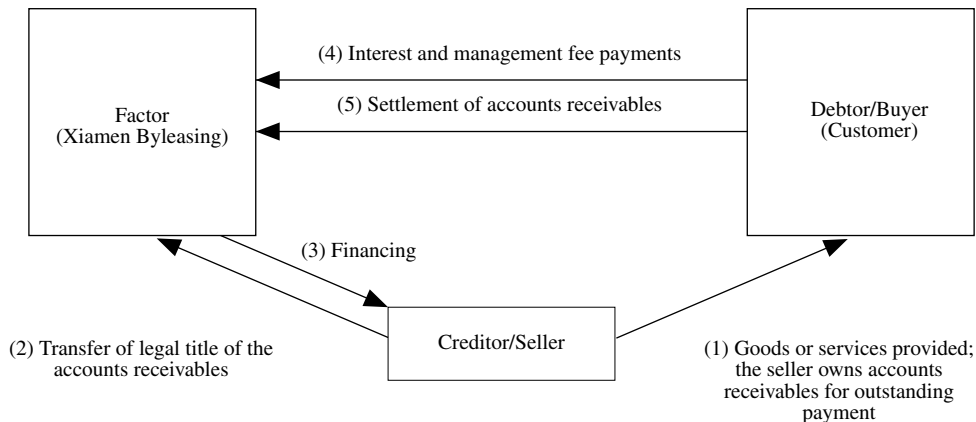 (4) Interest and management fee payments
(5) Settlement of accounts receivables
Factor
(Xiamen Byleasing)
Debtor/Buyer
(Customer)
(3) Financing
Creditor/Seller
(2) Transfer of legal title of the
accounts receivables
(1) Goods or services provided;
the seller owns accounts
receivables for outstanding
payment